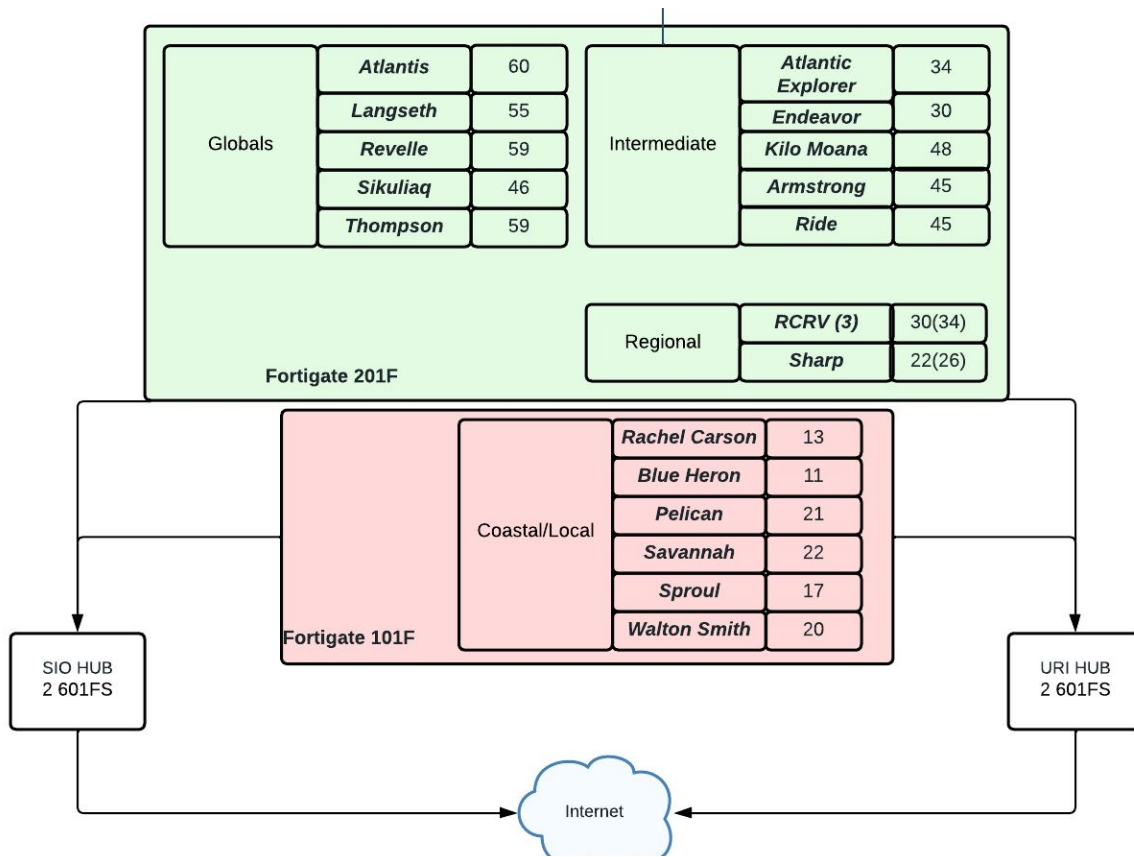 Globals
Atlantis 60
Langseth 55
Revelle 59
Sikuliaq 46
Thompson 59
Intermediate
Atlantic
Explorer 34
Endeavor 30
Kilo Moana 48
Armstrong 45
Ride 45
Regional
RCRV (3) 30(34)
Sharp 22(26)
Fortigate 201F
Coastal/Local
Rachel Carson 13
Blue Heron 11
Pelican 21
Savannah 22
Sproul 17
Walton Smith 20
Fortigate 101F
SIO HUB
2 601FS
URI HUB
2 601FS
Internet